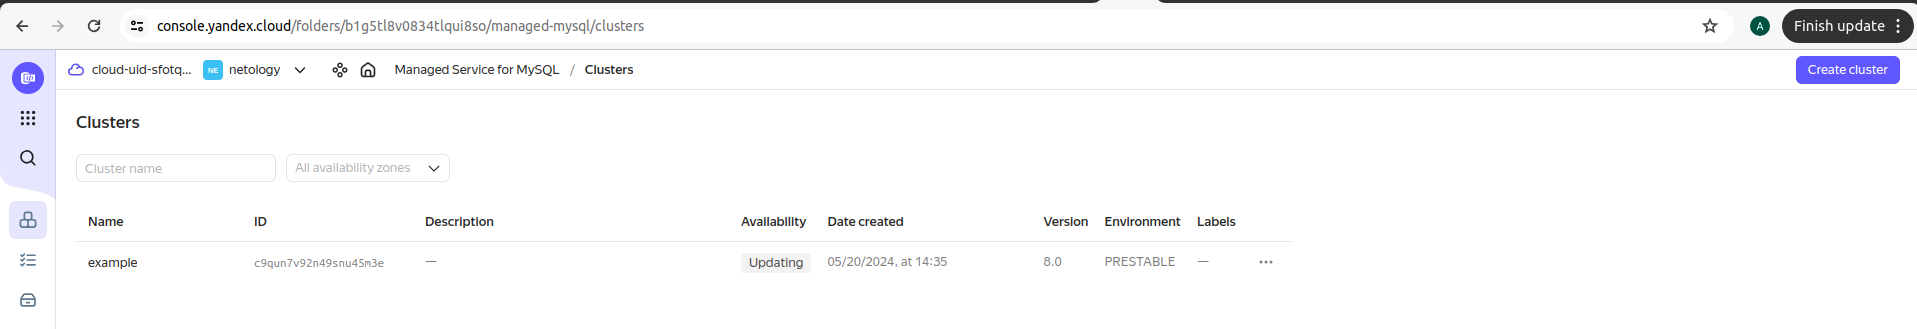 console.yandex.cloud/folders/b1g5tl8v0834tlqui8so/managed-mysql/clusters
A
Finish update
cloud-uid-sfotq...
NE
netology
Managed Service for MySQL / Clusters
Create cluster
Clusters
Cluster name
All availability zones
Name ID Description Availability Date created Version Environment Labels
example c9qun7v92n49snu45m3e — Updating 05/20/2024, at 14:35 8.0 PRESTABLE —